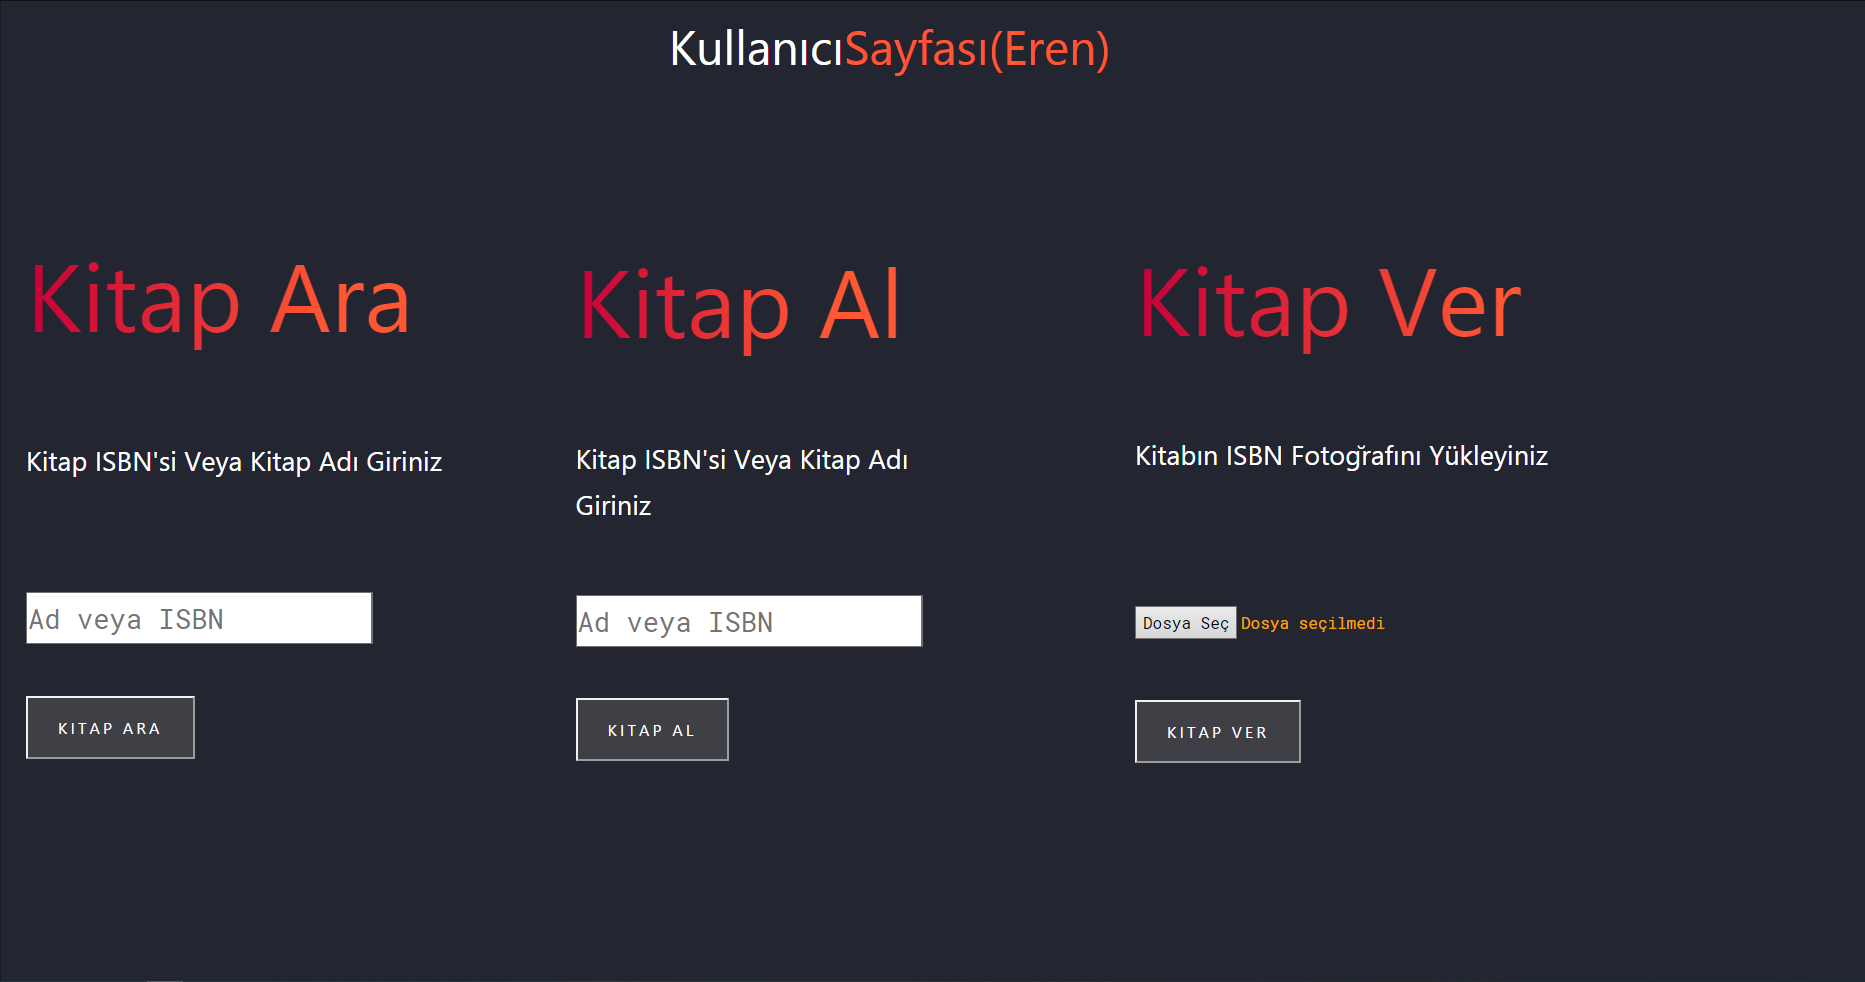 KullanıcıSayfası(Eren)
Kitap Ara
Kitap ISBN'si Veya Kitap Adı Giriniz
Ad veya ISBN
KITAP ARA
Kitap Al
Kitap ISBN'si Veya Kitap Adı
Giriniz
Ad veya ISBN
KITAP AL
Kitap Ver
Kitabın ISBN Fotoğrafını Yükleyiniz
Dosya Seç Dosya seçilmedi
KITAP VER